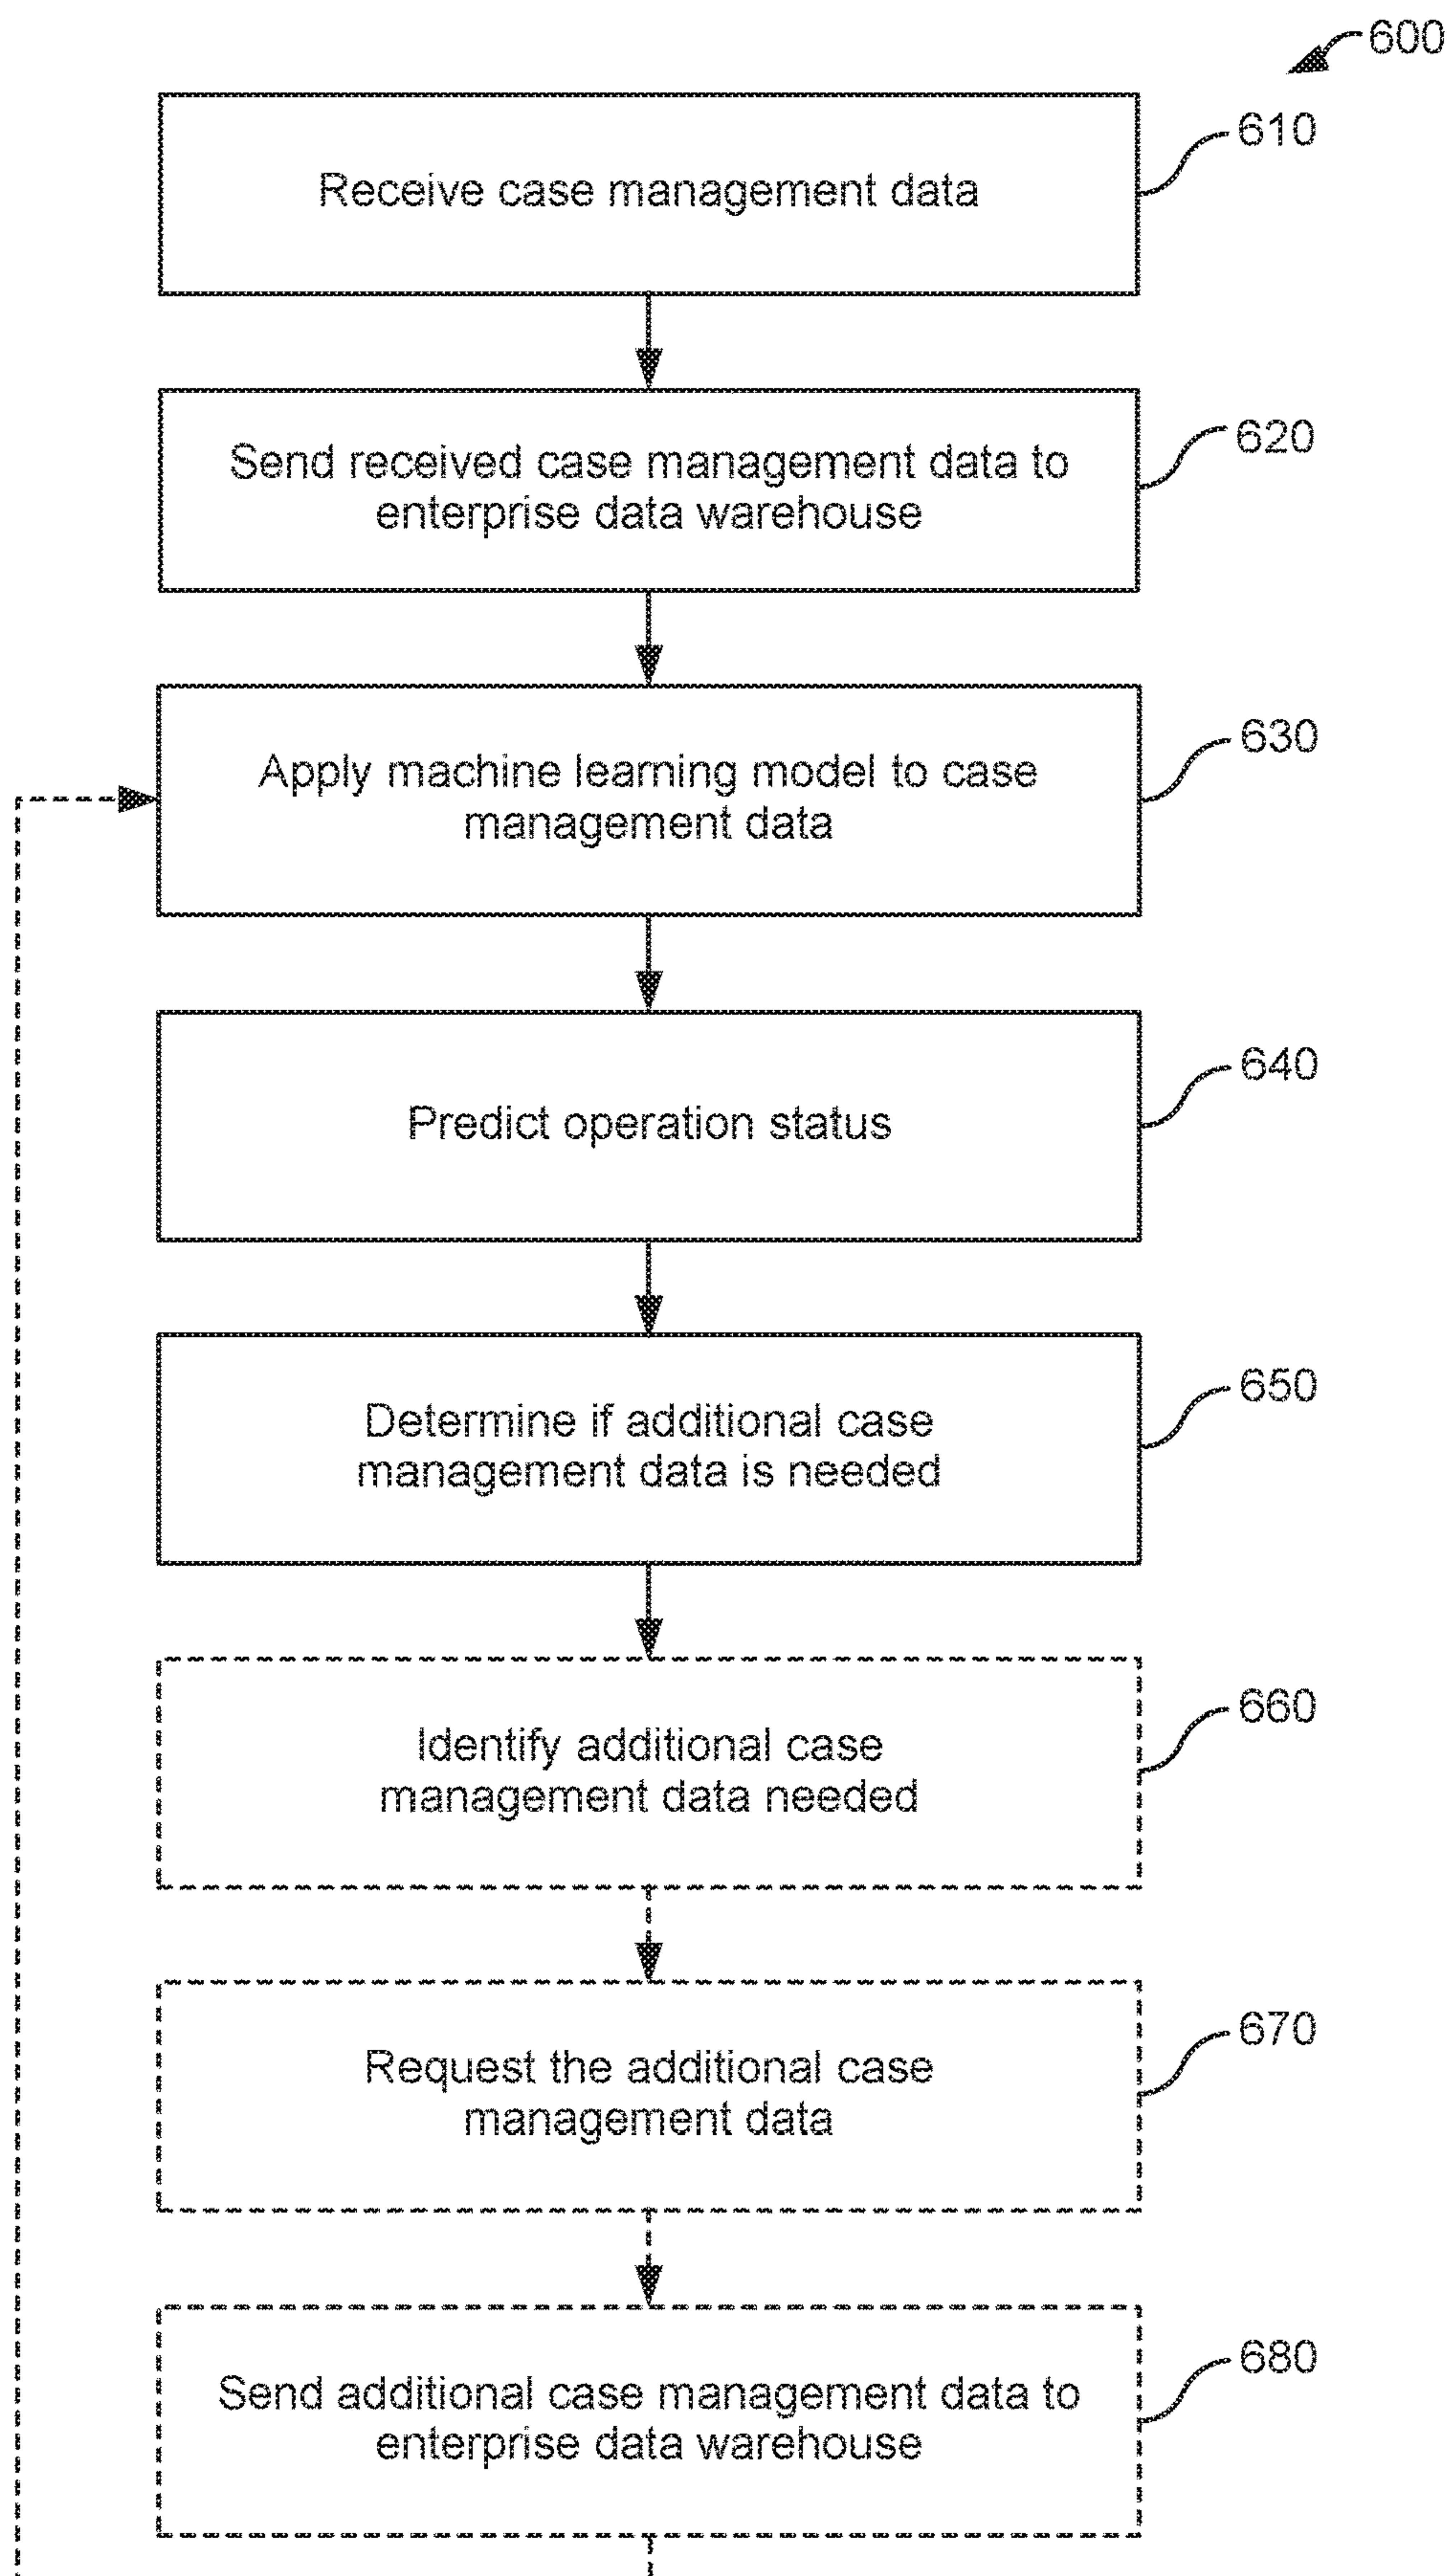 600
610
Receive case management data
620
Send received case management data to
enterprise data warehouse
630
Apply machine learning model to case
management data
640
Predict operation status
650
Determine if additional case
management data is needed
660
Identify additional case
management data needed
670
Request the additional case
management data
680
Send additional case management data to
enterprise data warehouse